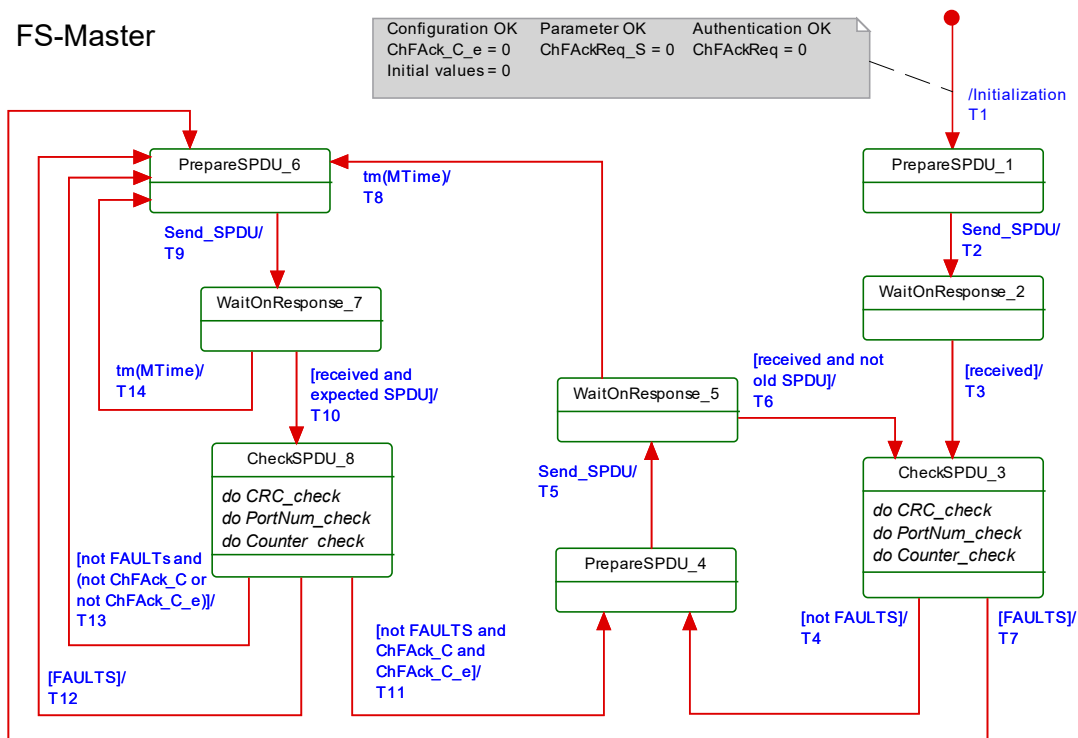 FS-Master
Configuration OK Parameter OK Authentication OK
ChFAck_C_e = 0 ChFAckReq_S = 0 ChFAckReq = 0
Initial values = 0
/Initialization
T1
PrepareSPDU_6
tm(MTime)/
T8
PrepareSPDU_1
Send_SPDU/
T9
Send_SPDU/
T2
WaitOnResponse_7
WaitOnResponse_2
tm(MTime)/
T14
[received and
expected SPDU]/
T10
WaitOnResponse_5
[received and not
old SPDU]/
T6
[received]/
T3
CheckSPDU_8
do CRC_check
do PortNum_check
do Counter_check
Send_SPDU/
T5
CheckSPDU_3
do CRC_check
do PortNum_check
do Counter_check
[not FAULTs and
(not ChFAck_C or
not ChFAck_C_e)]/
T13
PrepareSPDU_4
[FAULTS]/
T12
[not FAULTS and
ChFAck_C and
ChFAck_C_e]/
T11
[not FAULTS]/
T4
[FAULTS]/
T7